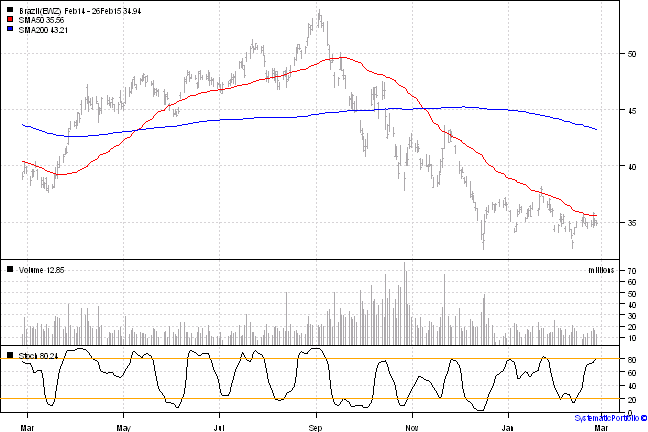 Brazil(EWZ) Feb14 - 26Feb15 34.94
SMA50 35.56
SMA200 43.21
50
45
40
35
Volume 12.85
millions
70
60
50
40
30
20
10
Stoch 80.24
80
60
40
20
0
SystematicPortfolio ©
Mar May Jul Sep Nov Jan Mar